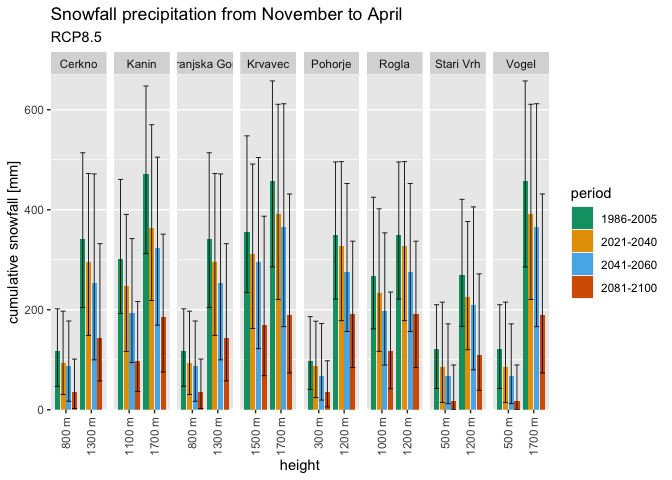 Snowfall precipitation from November to April
RCP8.5
Cerkno Kanin ranjska Gor Krvavec Pohorje Rogla Stari Vrh Vogel
600
400
200
0
cumulative snowfall [mm]
800 m 1300 m 1100 m 1700 m 800 m 1300 m 1500 m 1700 m 300 m 1200 m 1000 m 1200 m 500 m 1200 m 500 m 1700 m
height
period
1986-2005
2021-2040
2041-2060
2081-2100